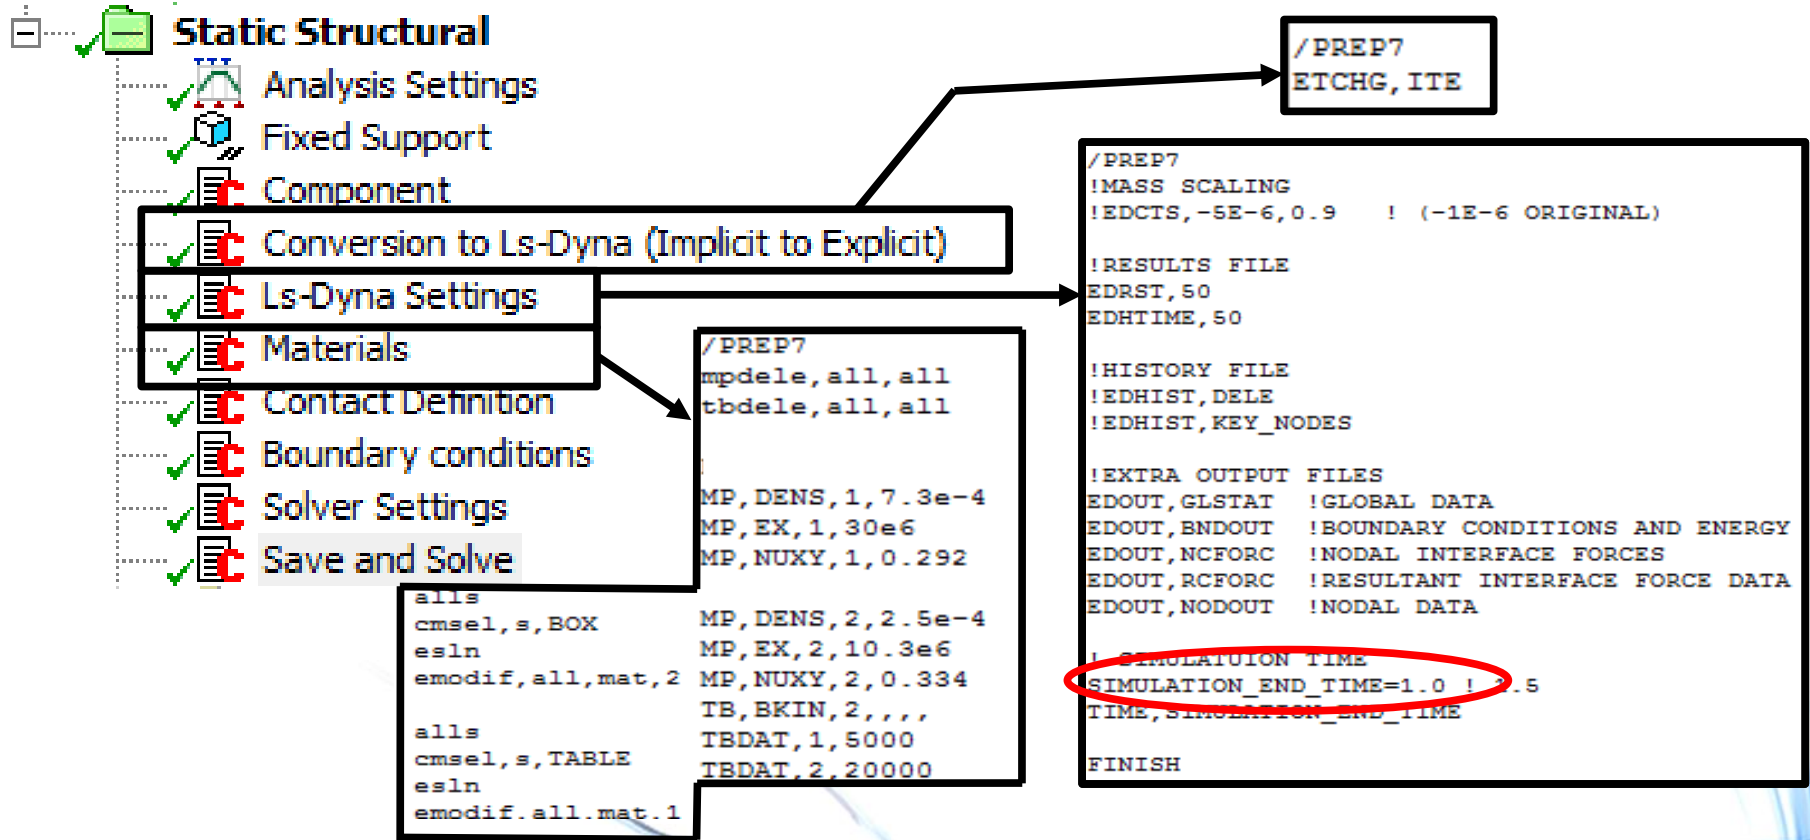 Static Structural
Analysis Settings
Fixed Support
Component
Conversion to Ls-Dyna (Implicit to Explicit)
Ls-Dyna Settings
Materials
Contact Definition
Boundary conditions
Solver Settings
Save and Solve
/PREP7
ETCHG,ITE
/PREP7
!MASS SCALING
!EDCTS,-5E-6,0.9 ! (-1E-6 ORIGINAL)
!RESULTS FILE
EDRST,50
EDHTIME,50
!HISTORY FILE
!EDHIST,DELE
!EDHIST,KEY_NODES
!EXTRA OUTPUT FILES
EDOUT,GLSTAT !GLOBAL DATA
EDOUT,BNDOUT !BOUNDARY CONDITIONS AND ENERGY
EDOUT,NCFORC !NODAL INTERFACE FORCES
EDOUT,RCFORC !RESULTANT INTERFACE FORCE DATA
EDOUT,NODOUT !NODAL DATA
! SIMULATUION TIME
SIMULATION_END_TIME=1.0 ! 1.5
TIME,SIMULATION_END_TIME
FINISH
/PREP7
mpdele,all,all
tbdele,all,all
MP,DENS,1,7.3e-4
MP,EX,1,30e6
MP,NUXY,1,0.292
MP,DENS,2,2.5e-4
MP,EX,2,10.3e6
MP,NUXY,2,0.334
TB,BKIN,2,,,,
TBDAT,1,5000
TBDAT,2,20000
alls
cmsel,s,BOX
esln
emodif,all,mat,2
alls
cmsel,s,TABLE
esln
emodif.all.mat.1